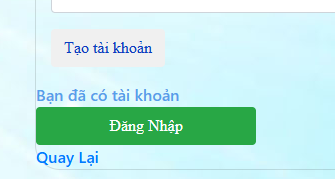 Tạo tài khoản
Bạn đã có tài khoản
Đăng Nhập
Quay Lại